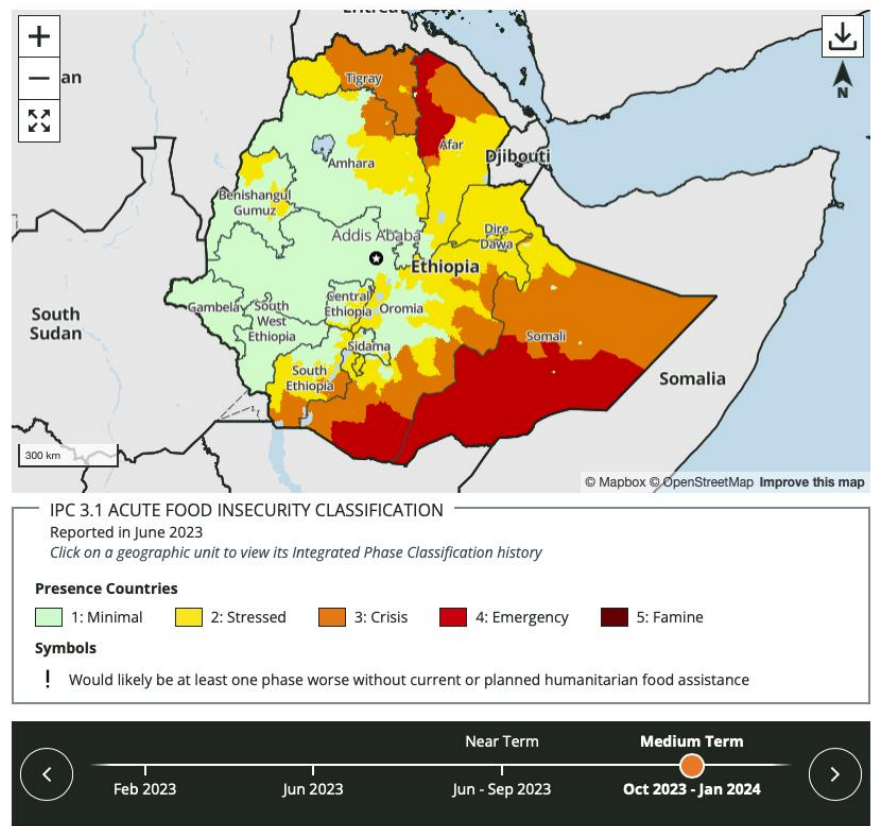 Eritrea
+
−
an
N
Tigray
Afar
Djibouti
Amhara
Benishangul
Gumuz
Dire
Dawa
Addis Ababa
Ethiopia
Gambela
South
West
Ethiopia
Central
Ethiopia
Oromia
South
Sudan
Somali
Sidama
South
Ethiopia
Somalia
300 km
© Mapbox © OpenStreetMap Improve this map
IPC 3.1 ACUTE FOOD INSECURITY CLASSIFICATION
Reported in June 2023
Click on a geographic unit to view its Integrated Phase Classification history
Presence Countries
1: Minimal 2: Stressed 3: Crisis 4: Emergency 5: Famine
Symbols
! Would likely be at least one phase worse without current or planned humanitarian food assistance
Near Term Medium Term
Feb 2023 Jun 2023 Jun - Sep 2023 Oct 2023 - Jan 2024